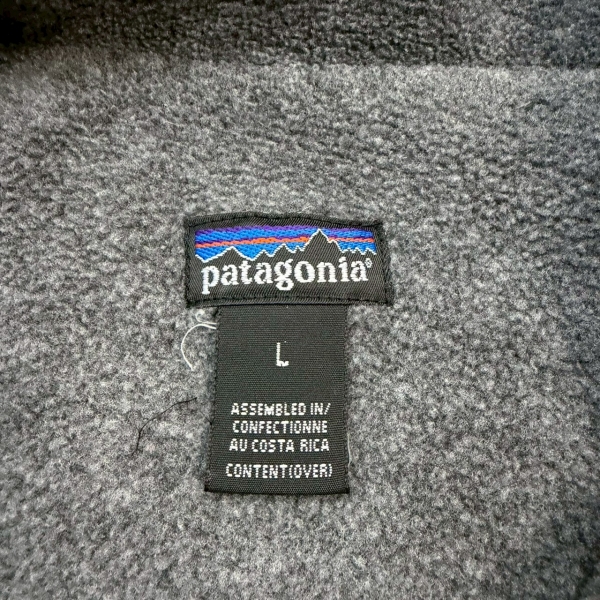 patagonia®
L
ASSEMBLED IN/
CONFECTIONNE
AU COSTA RICA
CONTENT(OVER)